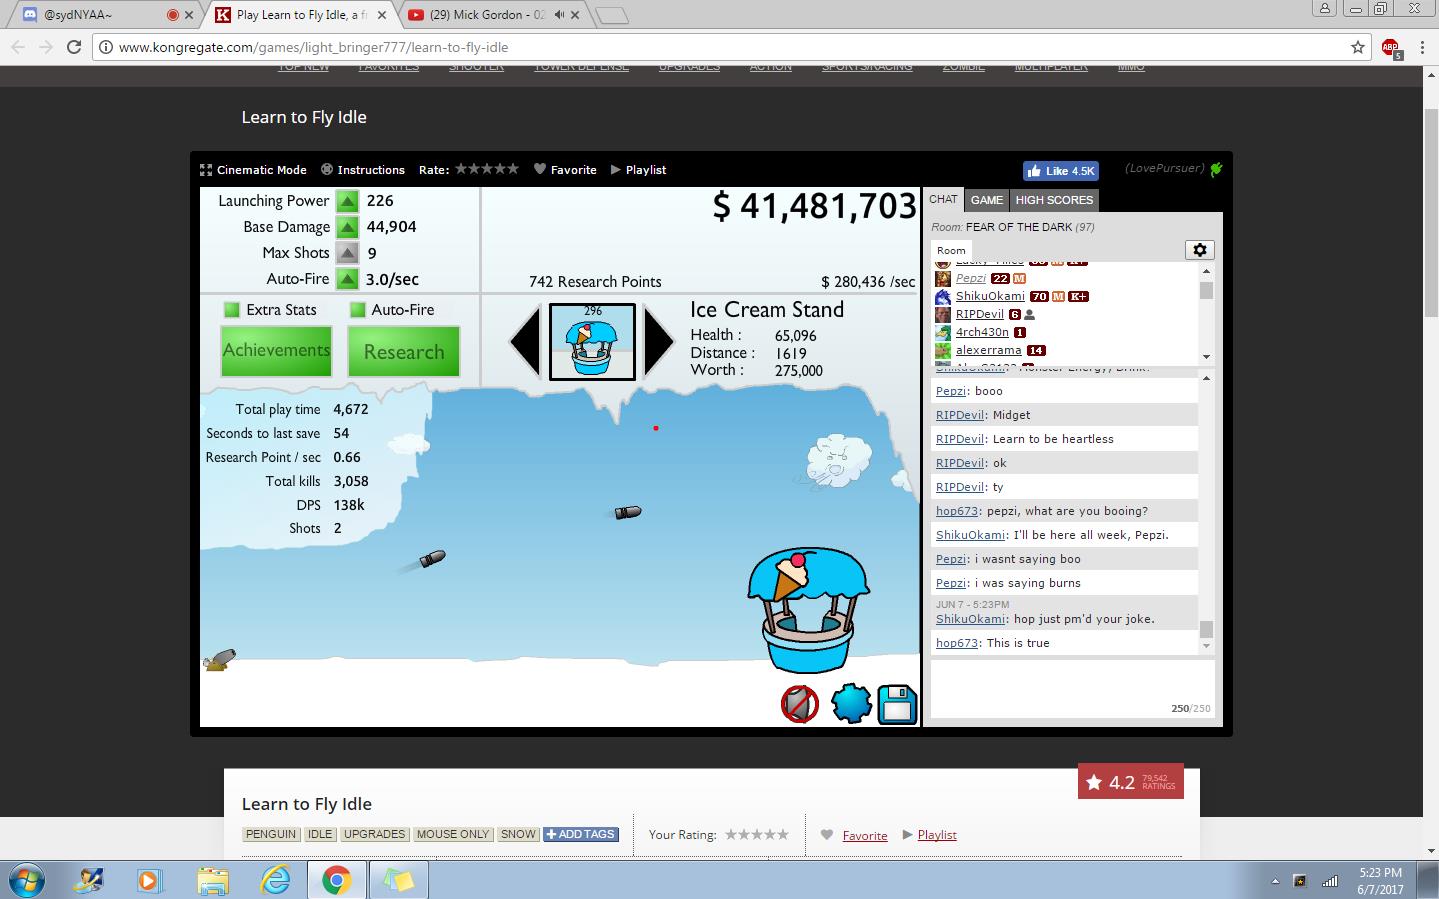 @sydNYAA~
Play Learn to Fly Idle, a fr
(29) Mick Gordon - 02
www.kongregate.com/games/light_bringer777/learn-to-fly-idle
ABP
5
TOP NEW FAVORITES SHOOTER TOWER DEFENSE UPGRADES ACTION SPORTS/RACING ZOMBIE MULTIPLAYER MMO
Learn to Fly Idle
Cinematic Mode Instructions Rate: Favorite Playlist
Like 4.5K
(LovePursuer)
Launching Power 226
Base Damage 44,904
Max Shots 9
Auto-Fire 3.0/sec
$ 41,481,703
742 Research Points
$ 280,436 /sec
Extra Stats Auto-Fire
Achievements Research
296
Ice Cream Stand
Health : 65,096
Distance : 1619
Worth : 275,000
Total play time 4,672
Seconds to last save 54
Research Point / sec 0.66
Total kills 3,058
DPS 138k
Shots 2
CHAT GAME HIGH SCORES
Room: FEAR OF THE DARK (97)
Room
Pepzi 22 M
ShikuOkami 70 M K+
RIPDevil 6
4rch430n 1
alexerrama 14
ShikuOkami: Monster Energy, Drink!
Pepzi: booo
RIPDevil: Midget
RIPDevil: Learn to be heartless
RIPDevil: ok
RIPDevil: ty
hop673: pepzi, what are you booing?
ShikuOkami: I'll be here all week, Pepzi.
Pepzi: i wasnt saying boo
Pepzi: i was saying burns
JUN 7 - 5:23PM
ShikuOkami: hop just pm'd your joke.
hop673: This is true
250/250
4.2 79,542
RATINGS
Learn to Fly Idle
PENGUIN IDLE UPGRADES MOUSE ONLY SNOW + ADD TAGS
Your Rating: Favorite Playlist
5:23 PM
6/7/2017